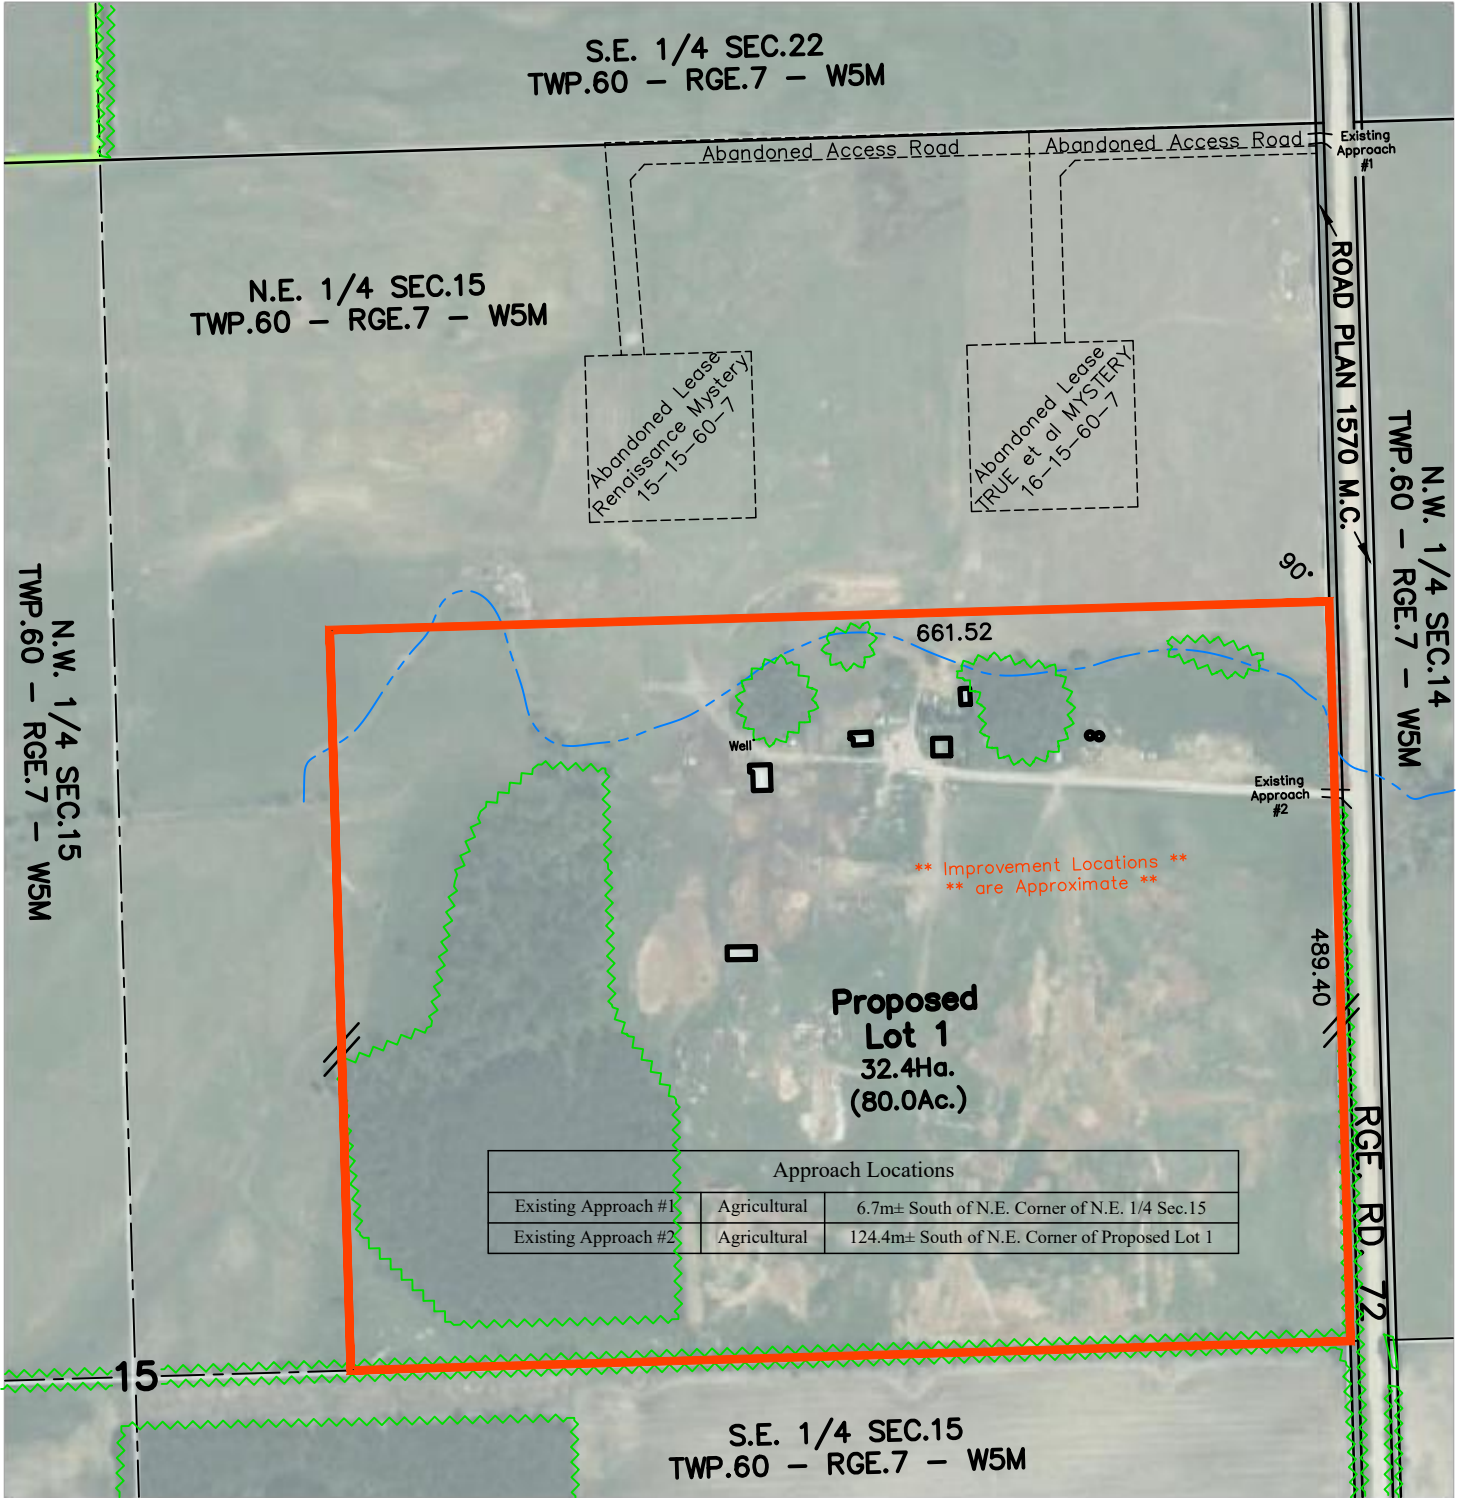 S.E. 1/4 SEC.22
TWP.60 – RGE.7 – W5M
Abandoned Access Road
Abandoned Access Road
Existing
Approach
#1
N.E. 1/4 SEC.15
TWP.60 – RGE.7 – W5M
ROAD PLAN 1570 M.C.
Abandoned Lease
Renaissance Mystery
15–15–60–7
Abandoned Lease
TRUE et al MYSTERY
16–15–60–7
N.W. 1/4 SEC.14
TWP.60 – RGE.7 – W5M
90°
N.W. 1/4 SEC.15
TWP.60 – RGE.7 – W5M
661.52
Well
Existing
Approach
#2
** Improvement Locations **
** are Approximate **
489.40
Proposed
Lot 1
32.4Ha.
(80.0Ac.)
RGE. RD. 72
Approach Locations
Existing Approach #1 Agricultural 6.7m± South of N.E. Corner of N.E. 1/4 Sec.15
Existing Approach #2 Agricultural 124.4m± South of N.E. Corner of Proposed Lot 1
15
S.E. 1/4 SEC.15
TWP.60 – RGE.7 – W5M